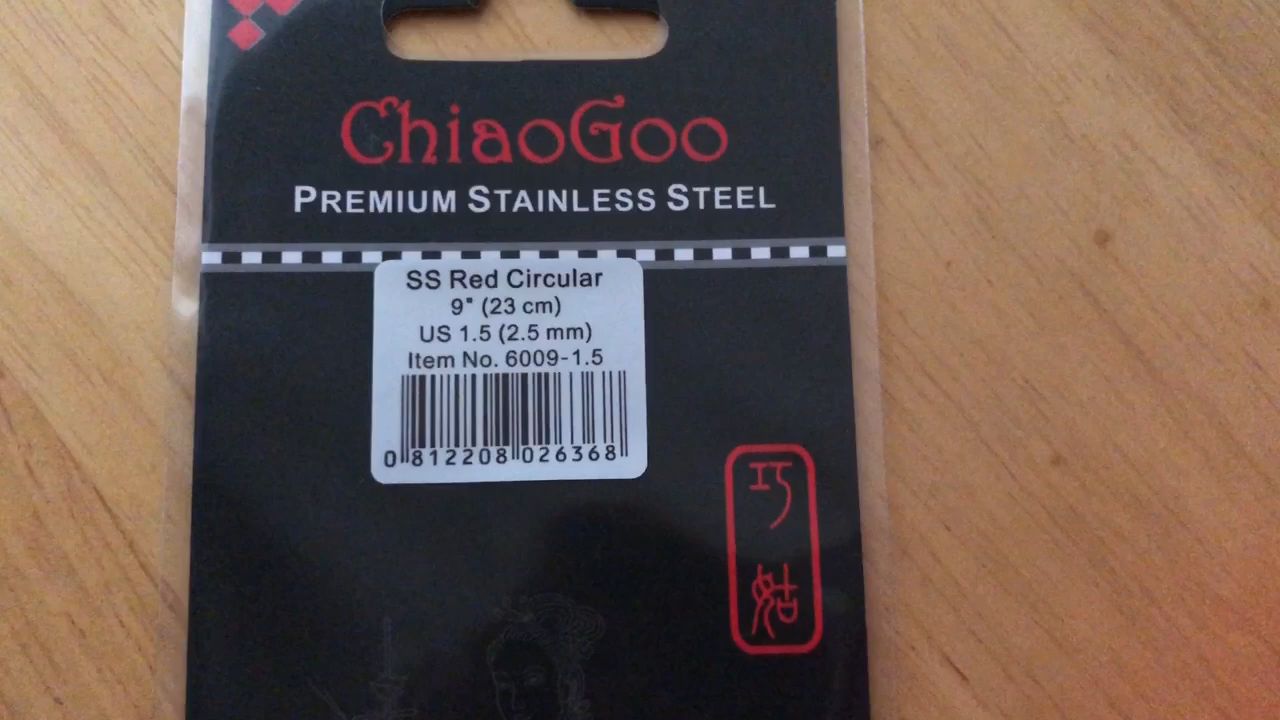 ChiaoGoo
PREMIUM STAINLESS STEEL
SS Red Circular
9" (23 cm)
US 1.5 (2.5 mm)
Item No. 6009-1.5
0 812208 026368
巧
姑